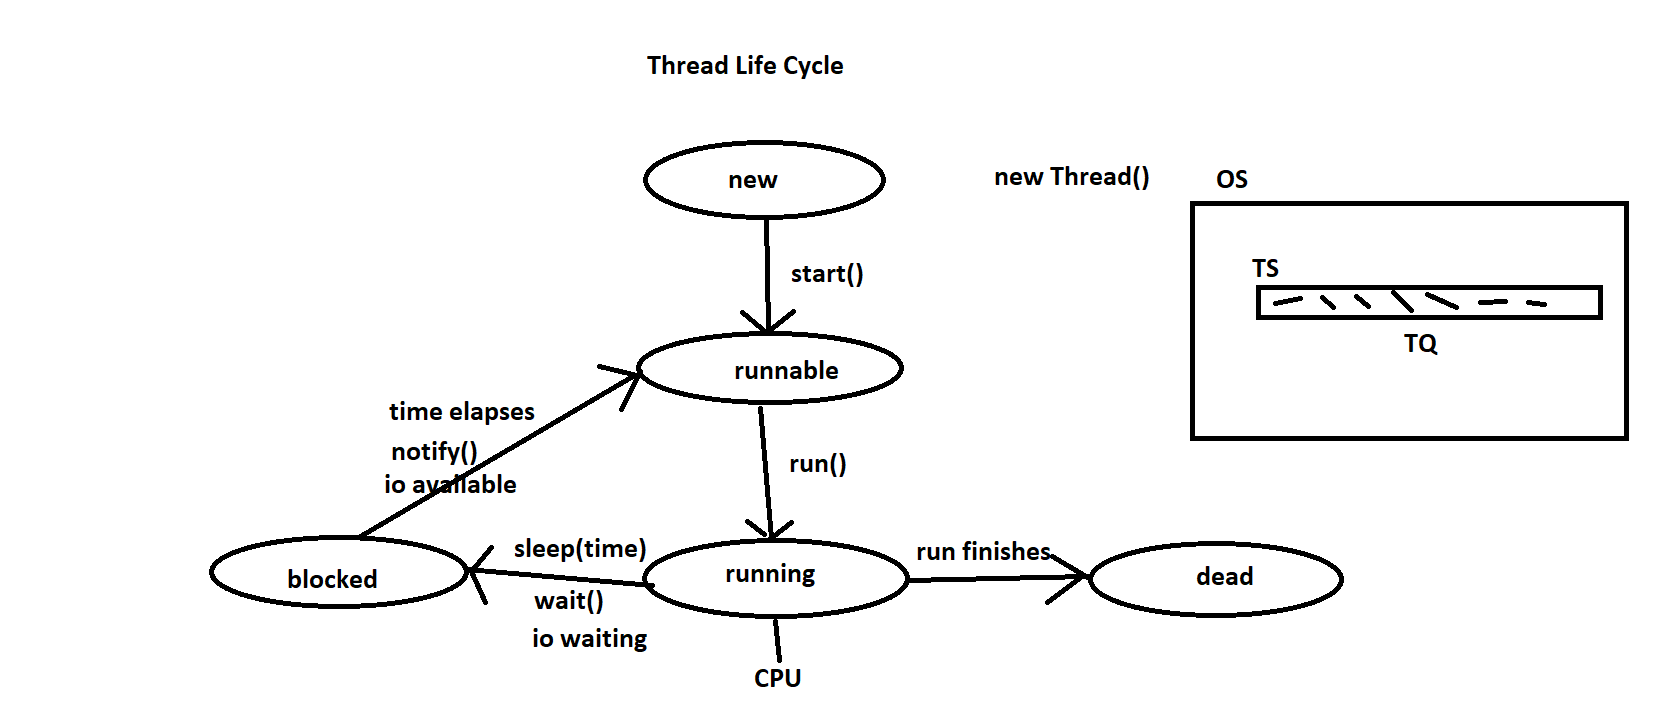 Thread Life Cycle
new
new Thread()
OS
start()
TS
TQ
runnable
time elapses
notify()
io available
run()
blocked
sleep(time)
wait()
io waiting
running
run finishes
dead
CPU